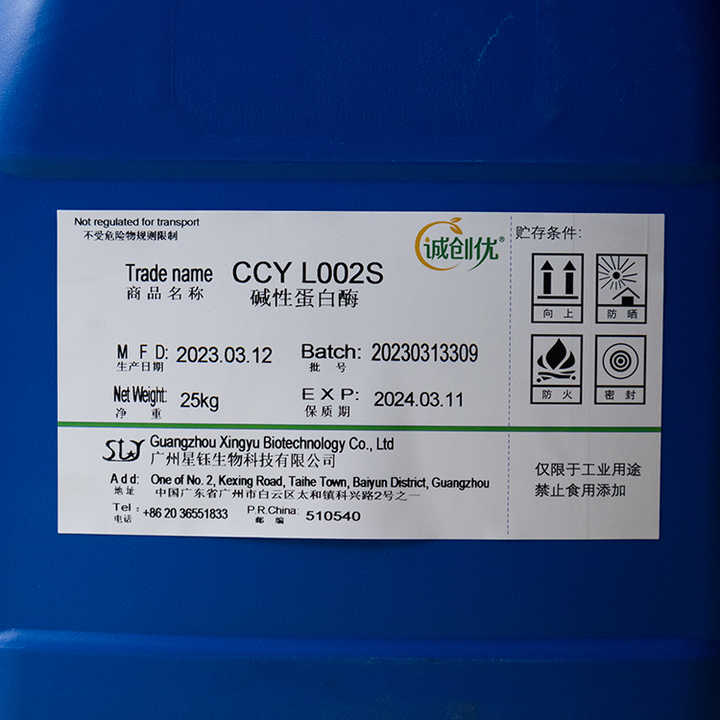 Not regulated for transport
不受危险物规则限制
诚创优®
Trade name CCY L002S
商品名称 碱性蛋白酶
MFD: 2023.03.12 Batch: 20230313309
生产日期 批号
Net Weight: 25kg EXP: 2024.03.11
净重 保质期
Guangzhou Xingyu Biotechnology Co., Ltd
广州星钰生物科技有限公司
Add: One of No. 2, Kexing Road, Taihe Town, Baiyun District, Guangzhou
地址 中国广东省广州市白云区太和镇科兴路2号之一
Tel: +86 20 36551833 P.R.China: 510540
电话 邮编
贮存条件:
向上 防晒
防火 密封
仅限于工业用途
禁止食用添加